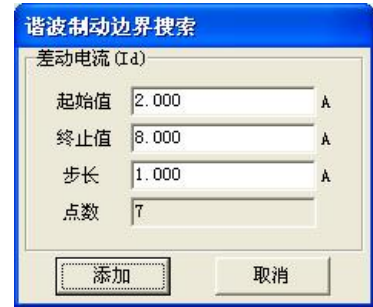 谐波制动边界搜索
差动电流(Id)
起始值 2.000 A
终止值 8.000 A
步长 1.000 A
点数 7
添加 取消